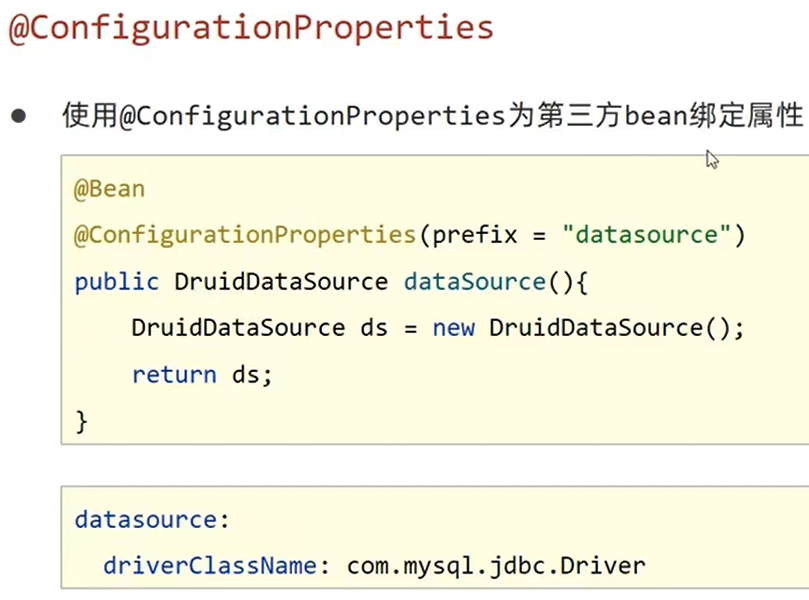 @ConfigurationProperties
● 使用@ConfigurationProperties为第三方bean绑定属性
@Bean
@ConfigurationProperties(prefix = "datasource")
public DruidDataSource dataSource(){
    DruidDataSource ds = new DruidDataSource();
    return ds;
}
datasource:
  driverClassName: com.mysql.jdbc.Driver